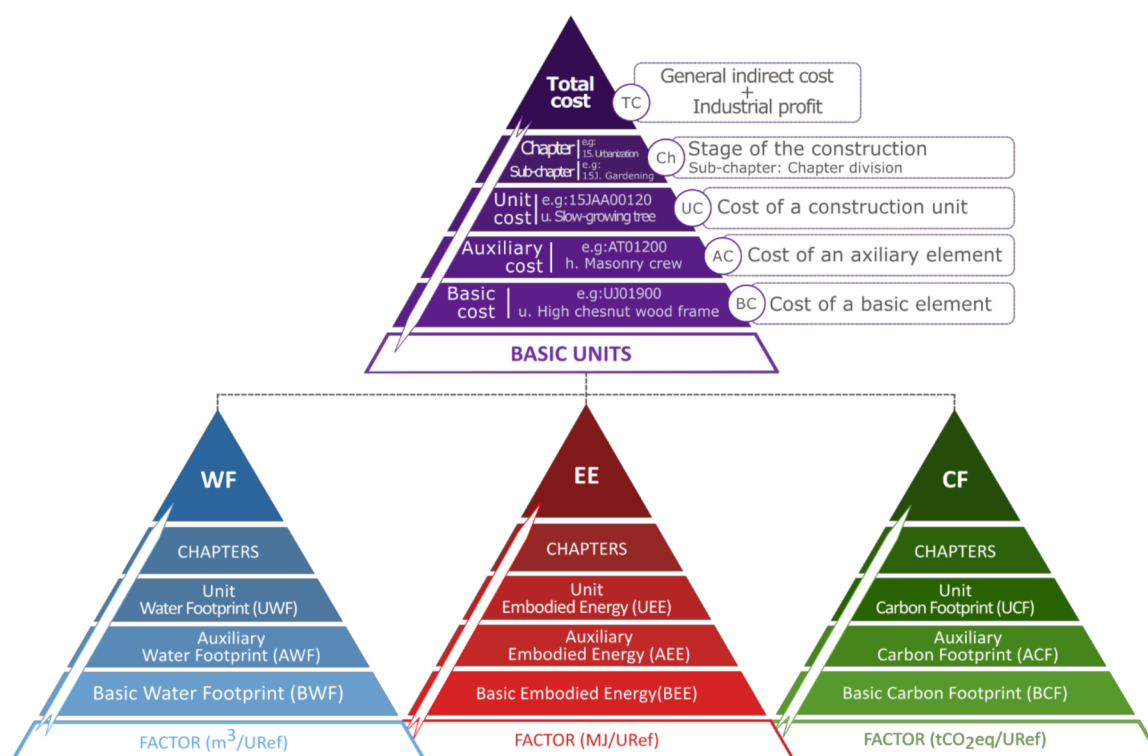 Total
cost
TC
General indirect cost
+
Industrial profit
Chapter
e.g:
15. Urbanization
Sub-chapter
e.g:
15J. Gardening
Ch
Stage of the construction
Sub-chapter: Chapter division
Unit
cost
e.g:15JAA00120
u. Slow-growing tree
UC
Cost of a construction unit
Auxiliary
cost
e.g:AT01200
h. Masonry crew
AC
Cost of an axiliary element
Basic
cost
e.g:UJ01900
u. High chesnut wood frame
BC
Cost of a basic element
BASIC UNITS
WF
CHAPTERS
Unit
Water Footprint (UWF)
Auxiliary
Water Footprint (AWF)
Basic Water Footprint (BWF)
FACTOR (m³/URef)
EE
CHAPTERS
Unit
Embodied Energy (UEE)
Auxiliary
Embodied Energy (AEE)
Basic Embodied Energy(BEE)
FACTOR (MJ/URef)
CF
CHAPTERS
Unit
Carbon Footprint (UCF)
Auxiliary
Carbon Footprint (ACF)
Basic Carbon Footprint (BCF)
FACTOR (tCO₂eq/URef)